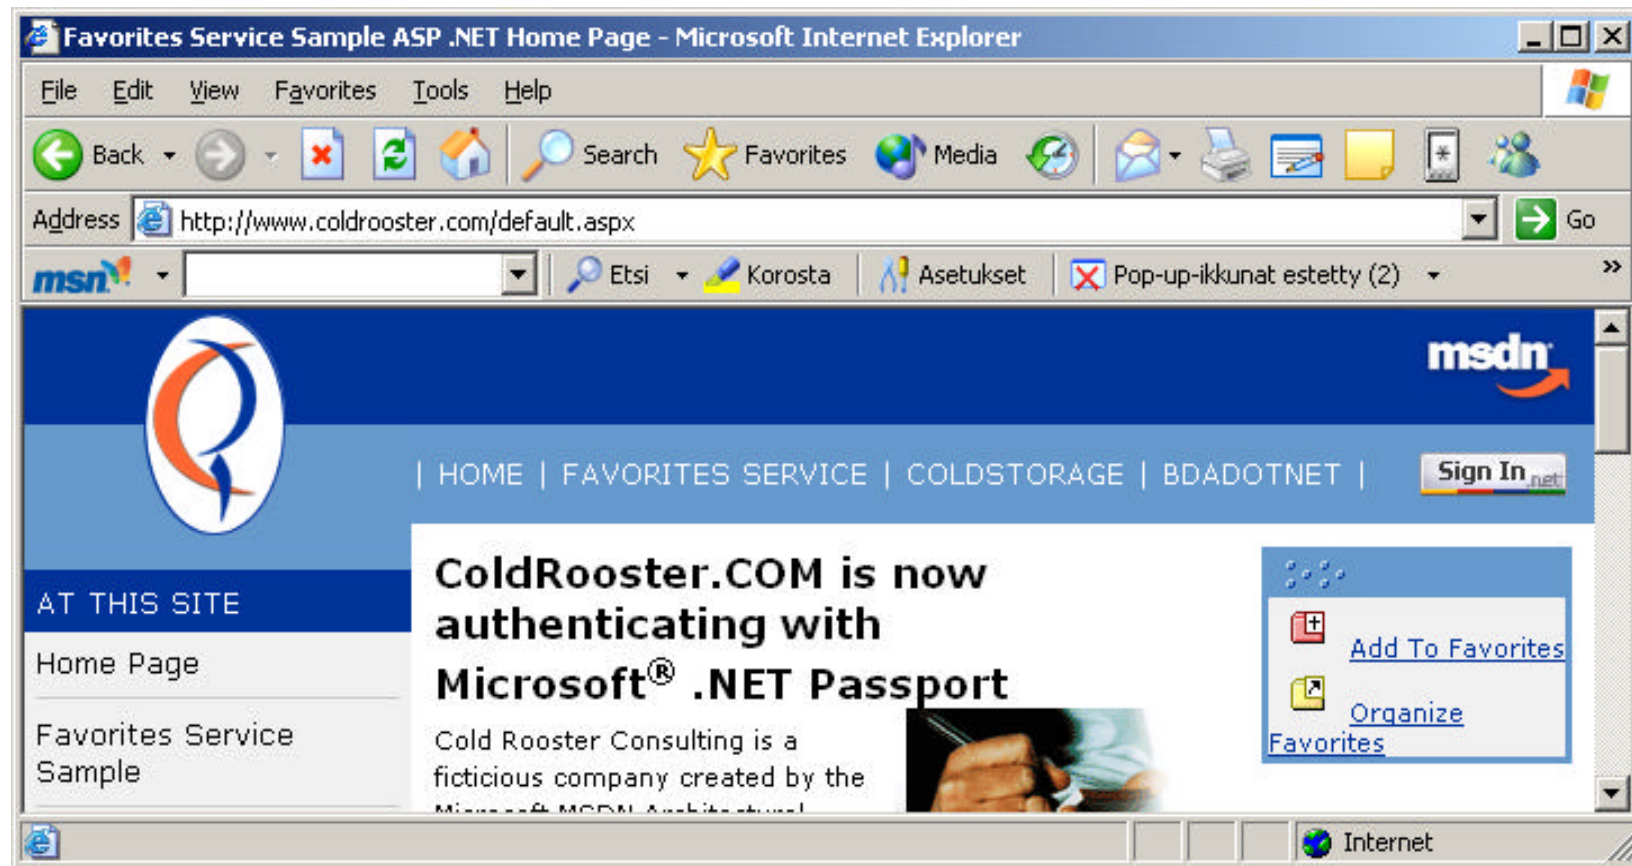 Favorites Service Sample ASP .NET Home Page - Microsoft Internet Explorer
File Edit View Favorites Tools Help
Back Search Favorites Media
Address http://www.coldrooster.com/default.aspx Go
msn Etsi Korosta Asetukset Pop-up-ikkunat estetty (2) »
msdn
| HOME | FAVORITES SERVICE | COLDSTORAGE | BDADOTNET |
Sign In .net
AT THIS SITE
Home Page
Favorites Service
Sample
ColdRooster.COM is now
authenticating with
Microsoft® .NET Passport
Cold Rooster Consulting is a
ficticious company created by the
Microsoft MSDN Architectural
Add To Favorites
Organize
Favorites
Internet